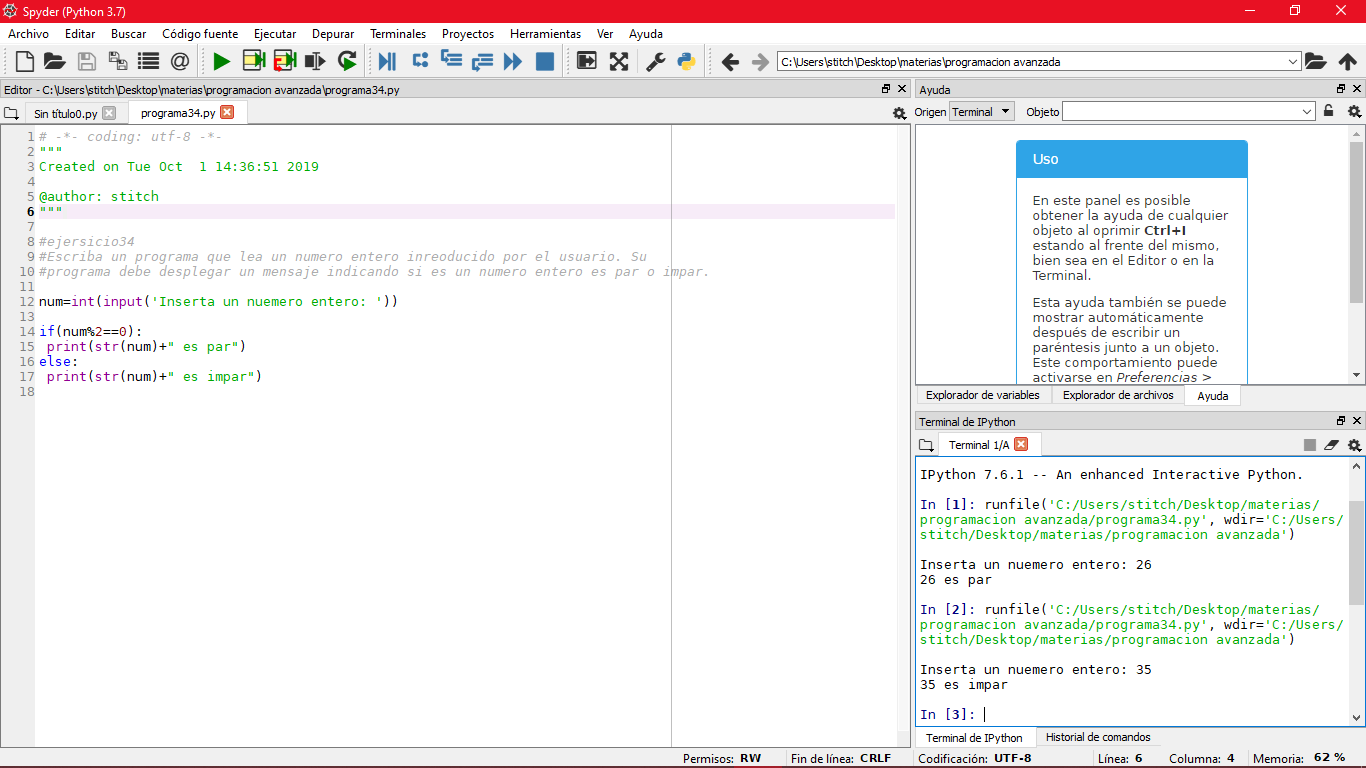 Spyder (Python 3.7)
Archivo Editar Buscar Código fuente Ejecutar Depurar Terminales Proyectos Herramientas Ver Ayuda
C:\Users\stitch\Desktop\materias\programacion avanzada
Editor - C:\Users\stitch\Desktop\materias\programacion avanzada\programa34.py
Sin título0.py programa34.py
1 # -*- coding: utf-8 -*-
2 """
3 Created on Tue Oct  1 14:36:51 2019
4
5 @author: stitch
6 """
7
8 #ejersicio34
9 #Escriba un programa que lea un numero entero inreoducido por el usuario. Su
10 #programa debe desplegar un mensaje indicando si es un numero entero es par o impar.
11
12 num=int(input('Inserta un nuemero entero: '))
13
14 if(num%2==0):
15  print(str(num)+" es par")
16 else:
17  print(str(num)+" es impar")
18
Ayuda
Origen Terminal Objeto
Uso
En este panel es posible
obtener la ayuda de cualquier
objeto al oprimir Ctrl+I
estando al frente del mismo,
bien sea en el Editor o en la
Terminal.
Esta ayuda también se puede
mostrar automáticamente
después de escribir un
paréntesis junto a un objeto.
Este comportamiento puede
activarse en Preferencias >
Explorador de variables Explorador de archivos Ayuda
Terminal de IPython
Terminal 1/A
IPython 7.6.1 -- An enhanced Interactive Python.
In [1]: runfile('C:/Users/stitch/Desktop/materias/
programacion avanzada/programa34.py', wdir='C:/Users/
stitch/Desktop/materias/programacion avanzada')
Inserta un nuemero entero: 26
26 es par
In [2]: runfile('C:/Users/stitch/Desktop/materias/
programacion avanzada/programa34.py', wdir='C:/Users/
stitch/Desktop/materias/programacion avanzada')
Inserta un nuemero entero: 35
35 es impar
In [3]:
Terminal de IPython Historial de comandos
Permisos: RW Fin de línea: CRLF Codificación: UTF-8 Línea: 6 Columna: 4 Memoria: 62 %